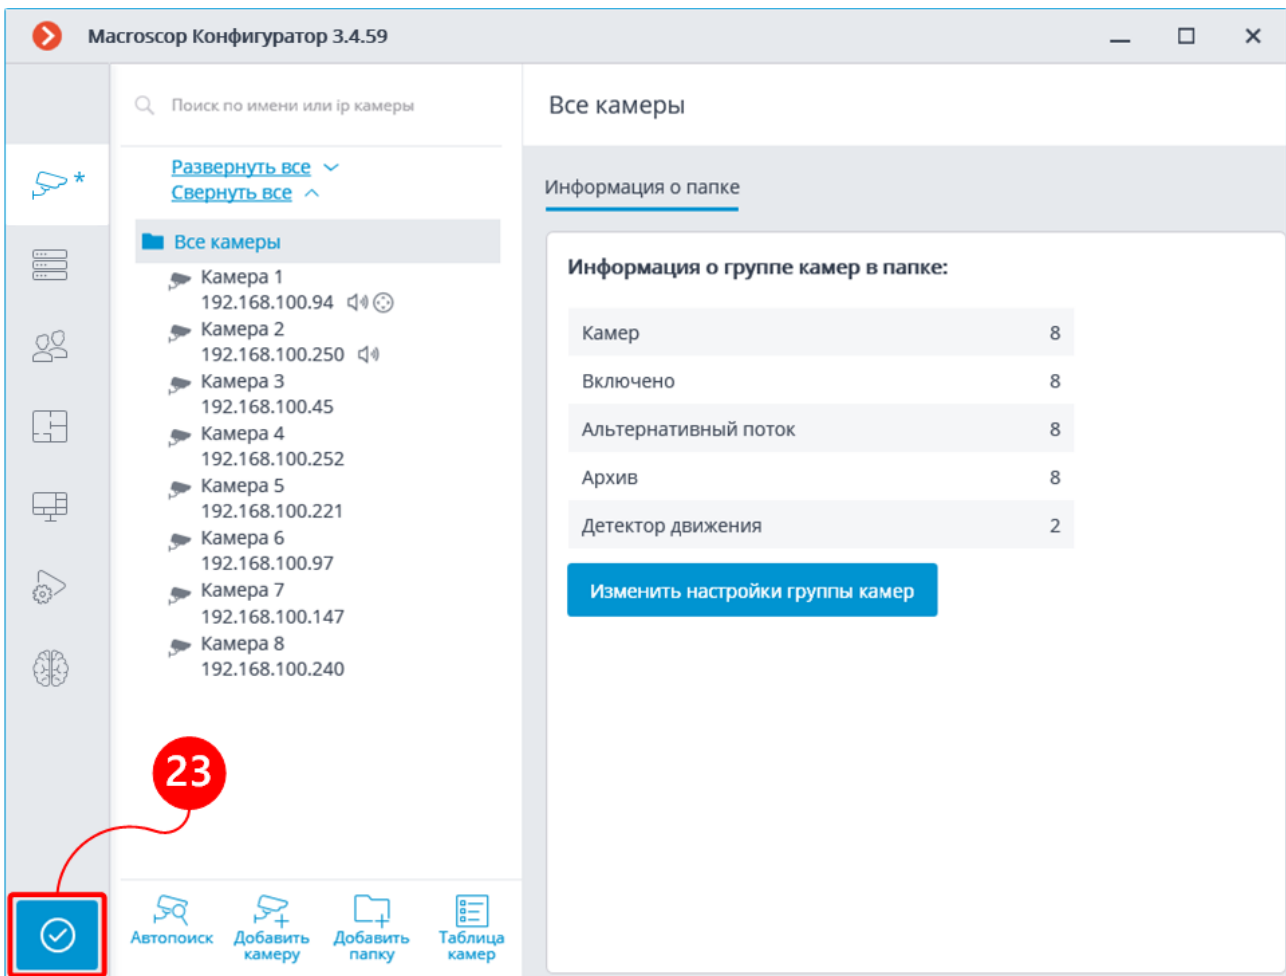 Macroscop Конфигуратор 3.4.59
Поиск по имени или ip камеры
Развернуть все
Свернуть все
Все камеры
Камера 1
192.168.100.94
Камера 2
192.168.100.250
Камера 3
192.168.100.45
Камера 4
192.168.100.252
Камера 5
192.168.100.221
Камера 6
192.168.100.97
Камера 7
192.168.100.147
Камера 8
192.168.100.240
23
Автопоиск
Добавить
камеру
Добавить
папку
Таблица
камер
Все камеры
Информация о папке
Информация о группе камер в папке:
Камер 8
Включено 8
Альтернативный поток 8
Архив 8
Детектор движения 2
Изменить настройки группы камер